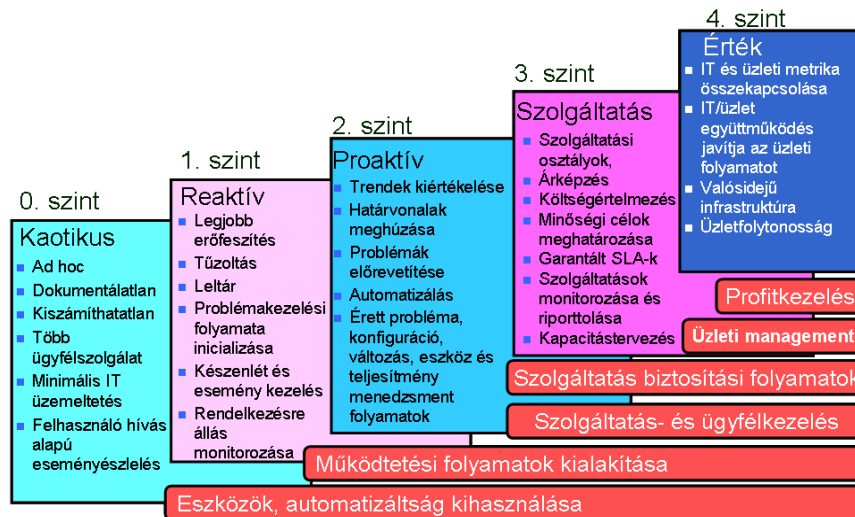 0. szint
Kaotikus
Ad hoc
Dokumentálatlan
Kiszámíthatatlan
Több
ügyfélszolgálat
Minimális IT
üzemeltetés
Felhasználó hívás
alapú
eseményészlelés
1. szint
Reaktív
Legjobb
erőfeszítés
Tűzoltás
Leltár
Problémakezelési
folyamata
inicializása
Készenlét és
esemény kezelés
Rendelkezésre
állás
monitorozása
2. szint
Proaktív
Trendek kiértékelése
Határvonalak
meghúzása
Problémák
előrevetítése
Automatizálás
Érett probléma,
konfiguráció,
változás, eszköz és
teljesítmény
menedzsment
folyamatok
3. szint
Szolgáltatás
Szolgáltatási
osztályok,
Árképzés
Költségértelmezés
Minőségi célok
meghatározása
Garantált SLA-k
Szolgáltatások
monitorozása és
riporttolása
Kapacitástervezés
4. szint
Érték
IT és üzleti metrika
összekapcsolása
IT/üzlet
együttműködés
javítja az üzleti
folyamatot
Valósidejű
infrastruktúra
Üzletfolytonosság
Profitkezelés
Üzleti management
Szolgáltatás biztosítási folyamatok
Szolgáltatás- és ügyfélkezelés
Működtetési folyamatok kialakítása
Eszközök, automatizáltság kihasználása